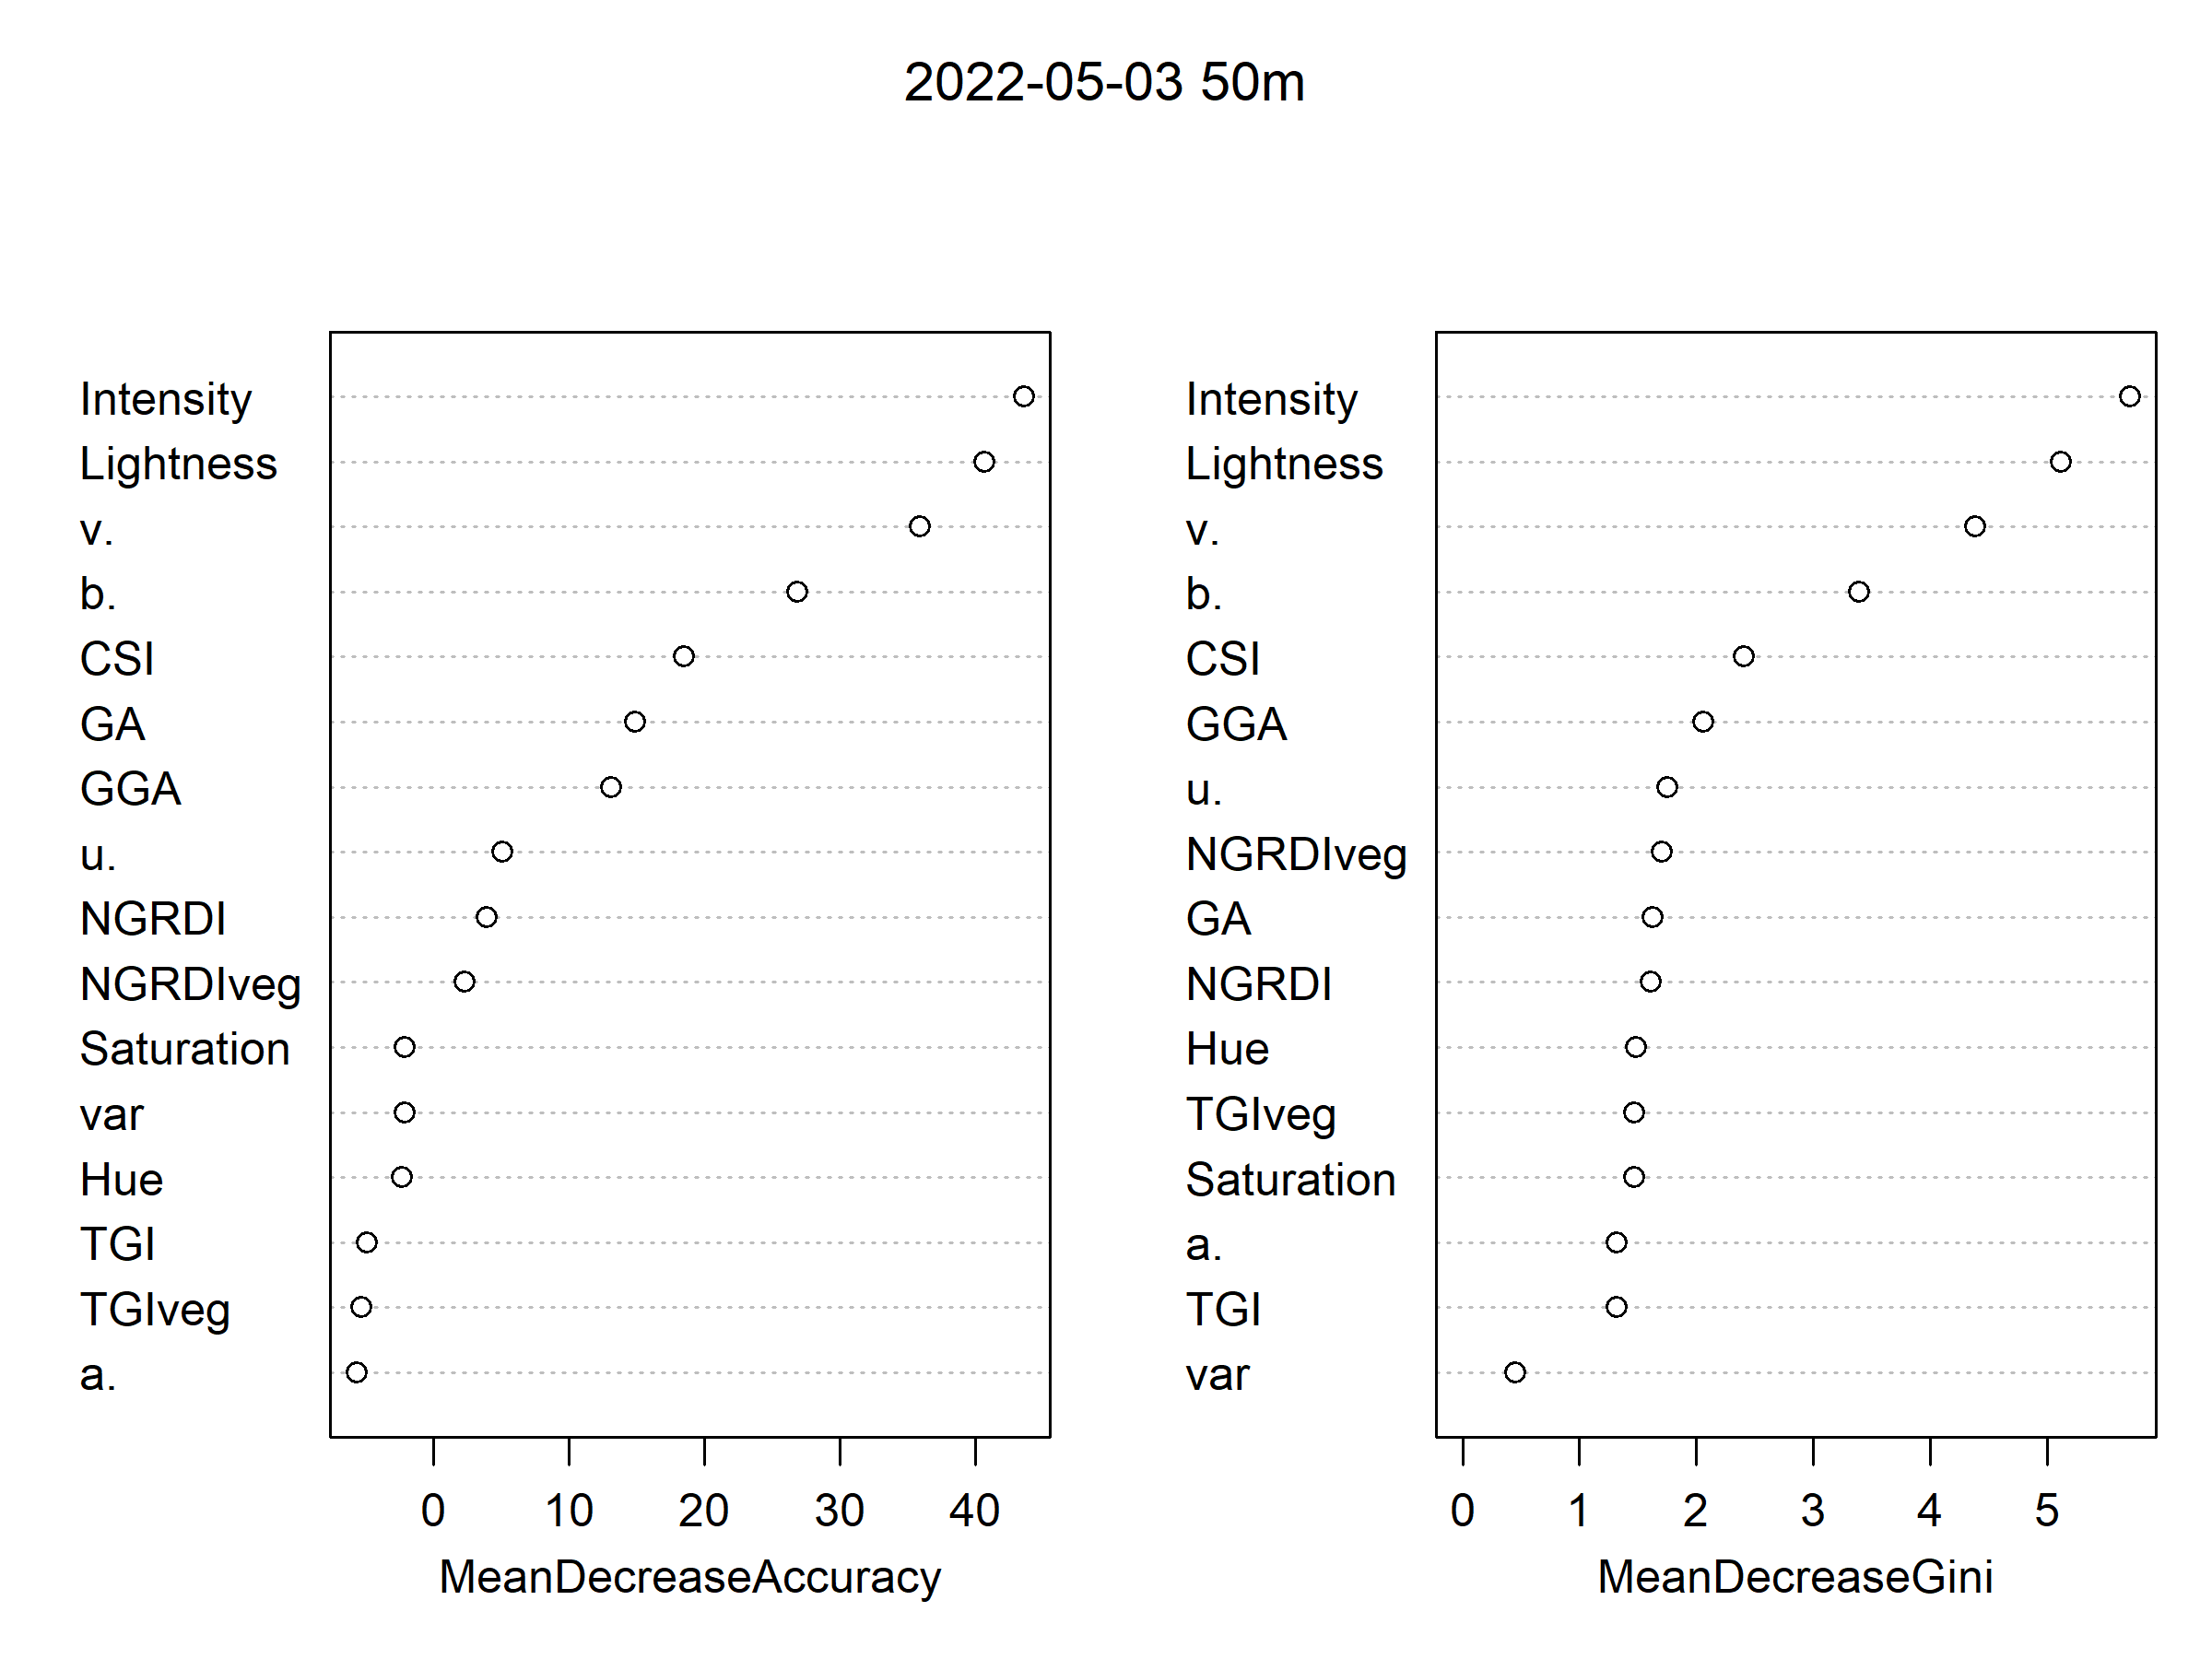 2022-05-03 50m
Intensity
Lightness
v.
b.
CSI
GA
GGA
u.
NGRDI
NGRDIveg
Saturation
var
Hue
TGI
TGIveg
a.
0 10 20 30 40
MeanDecreaseAccuracy
Intensity
Lightness
v.
b.
CSI
GGA
u.
NGRDIveg
GA
NGRDI
Hue
TGIveg
Saturation
a.
TGI
var
0 1 2 3 4 5
MeanDecreaseGini